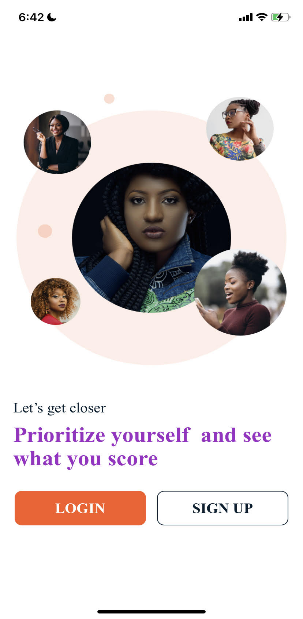 6:42
Let's get closer
Prioritize yourself  and see
what you score
LOGIN
SIGN UP